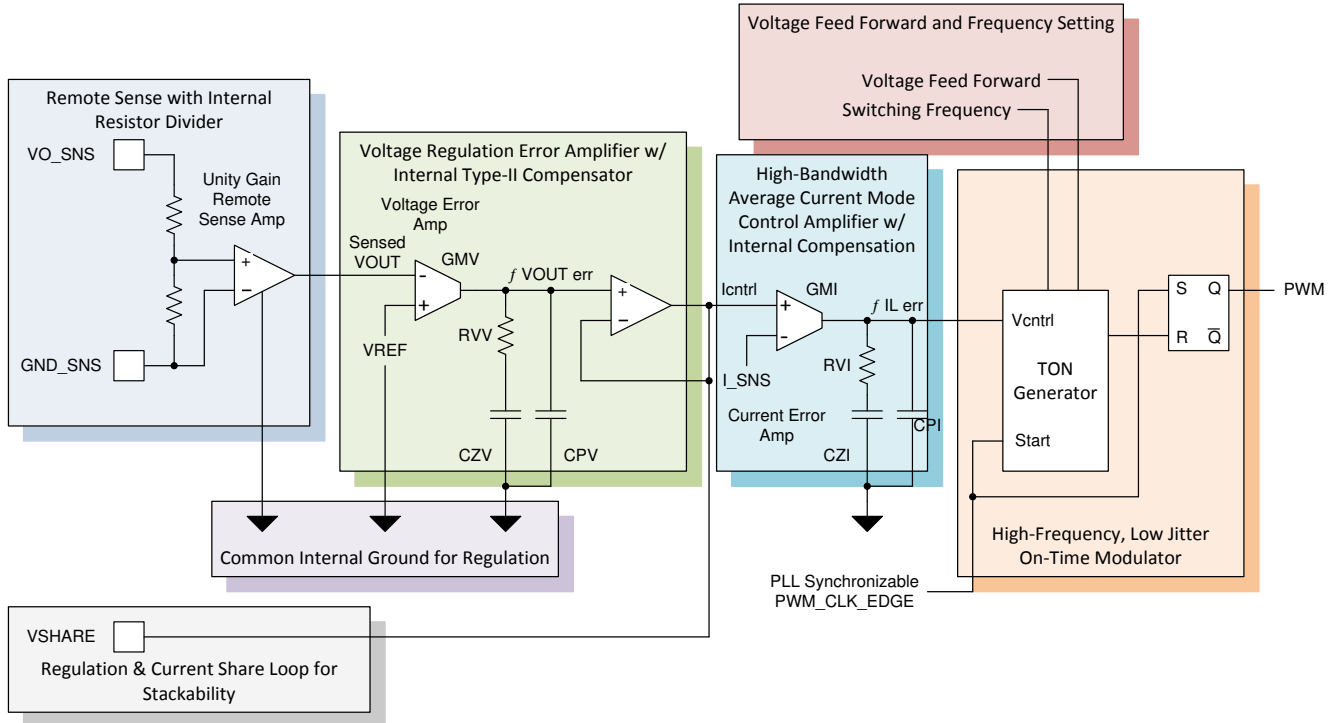 Voltage Feed Forward and Frequency Setting
Voltage Feed Forward
Switching Frequency
Remote Sense with Internal
Resistor Divider
VO_SNS
Unity Gain
Remote
Sense Amp
GND_SNS
+
−
Voltage Regulation Error Amplifier w/
Internal Type-II Compensator
Voltage Error
Amp
Sensed
VOUT
GMV
-
+
VREF
ƒ VOUT err
RVV
CZV
CPV
+
−
High-Bandwidth
Average Current Mode
Control Amplifier w/
Internal Compensation
Icntrl
GMI
+
-
I_SNS
ƒ IL err
RVI
Current Error
Amp
CZI
CPI
Vcntrl
TON
Generator
Start
S Q
R Q̅
PWM
High-Frequency, Low Jitter
On-Time Modulator
PLL Synchronizable
PWM_CLK_EDGE
Common Internal Ground for Regulation
VSHARE
Regulation & Current Share Loop for
Stackability